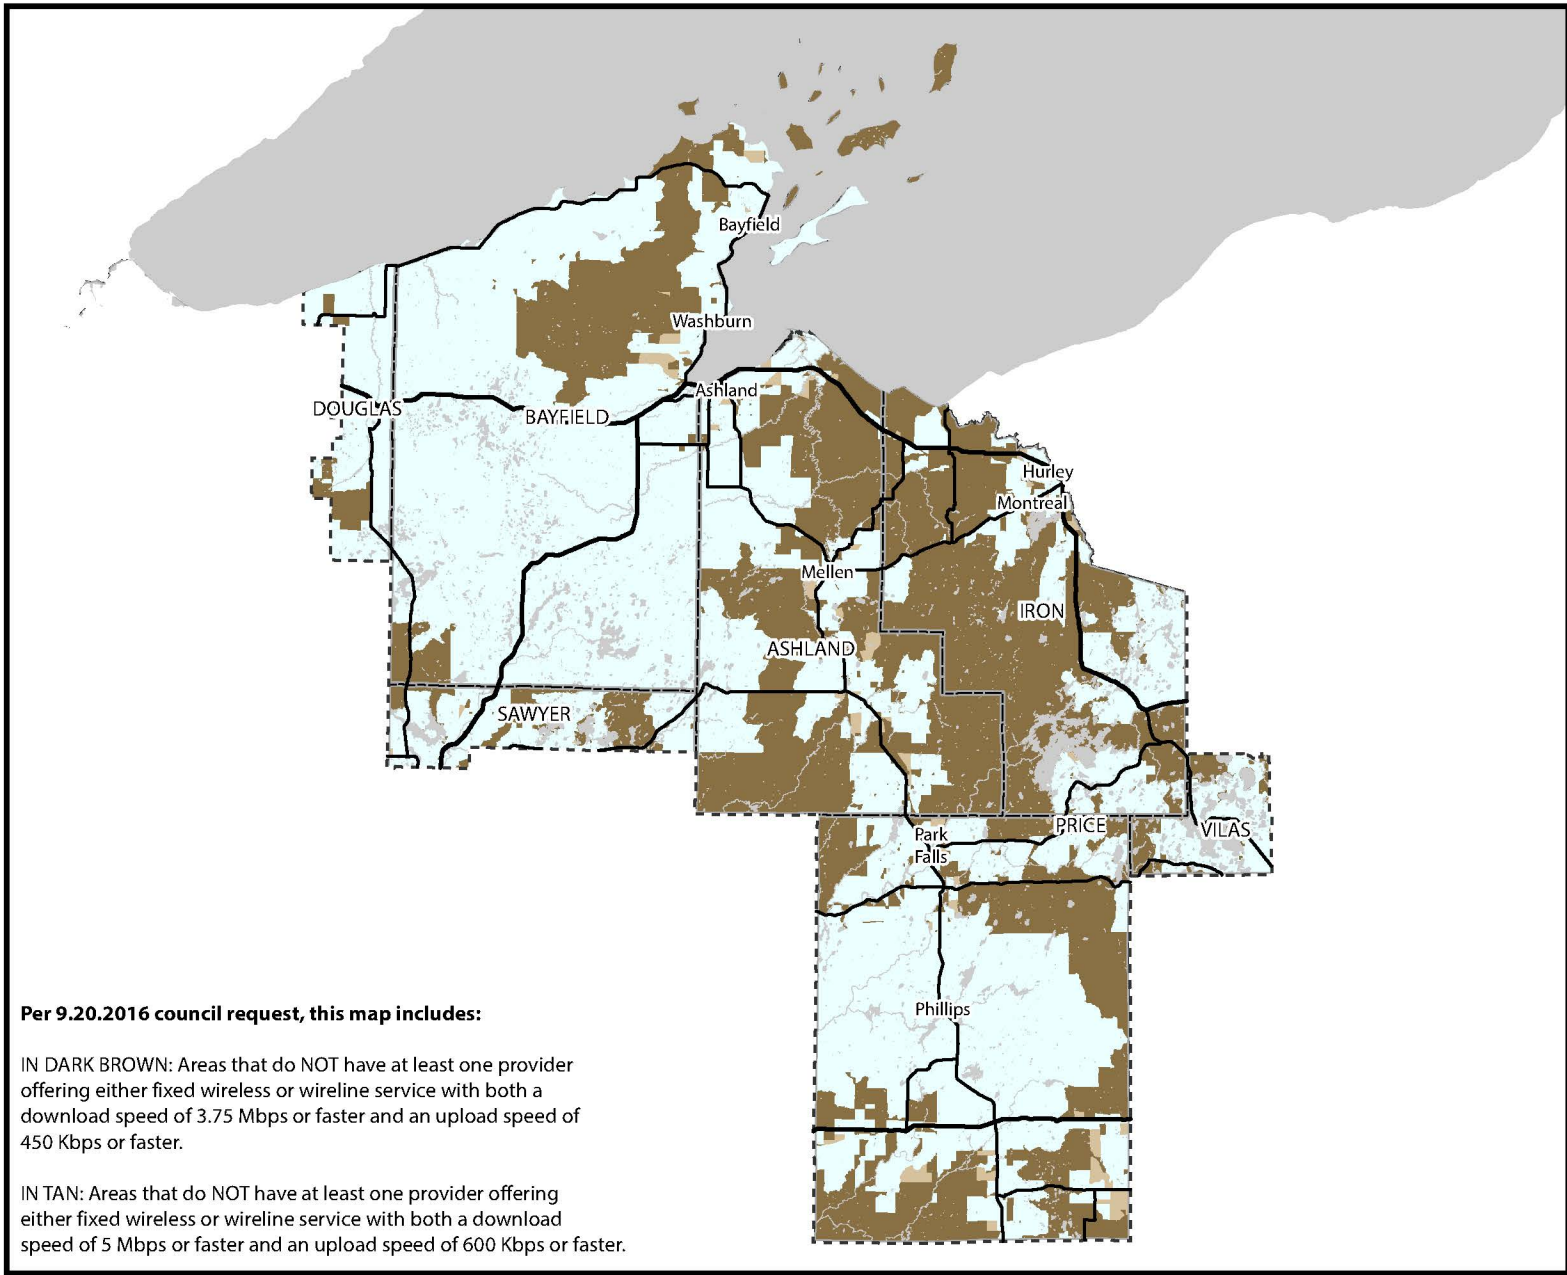 Bayfield
Washburn
Ashland
DOUGLAS
BAYFIELD
Hurley
Montreal
Mellen
IRON
ASHLAND
SAWYER
PRICE
VILAS
Park
Falls
Phillips
Per 9.20.2016 council request, this map includes:
IN DARK BROWN: Areas that do NOT have at least one provider
offering either fixed wireless or wireline service with both a
download speed of 3.75 Mbps or faster and an upload speed of
450 Kbps or faster.
IN TAN: Areas that do NOT have at least one provider offering
either fixed wireless or wireline service with both a download
speed of 5 Mbps or faster and an upload speed of 600 Kbps or faster.